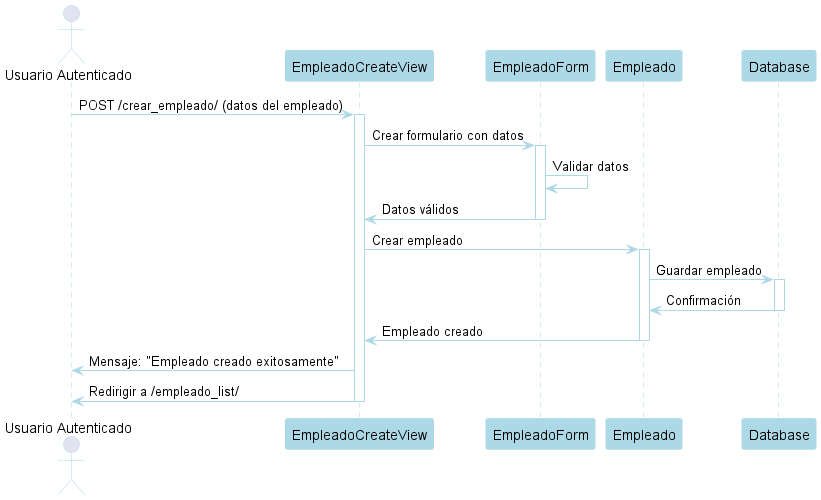 Usuario Autenticado
EmpleadoCreateView
EmpleadoForm
Empleado
Database
POST /crear_empleado/ (datos del empleado)
Crear formulario con datos
Validar datos
Datos válidos
Crear empleado
Guardar empleado
Confirmación
Empleado creado
Mensaje: "Empleado creado exitosamente"
Redirigir a /empleado_list/
Usuario Autenticado
EmpleadoCreateView
EmpleadoForm
Empleado
Database